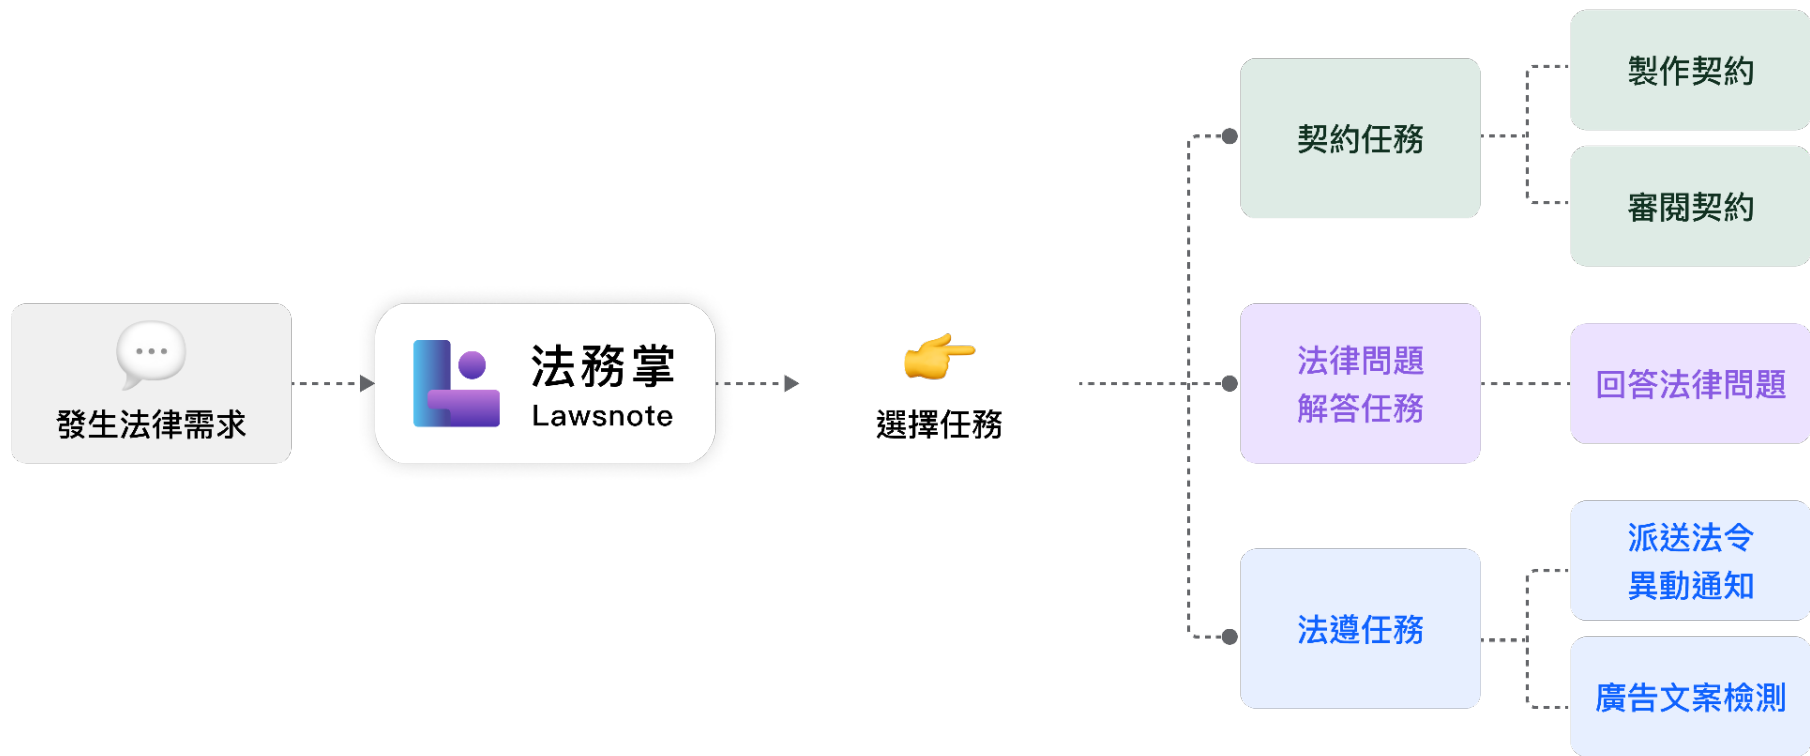 發生法律需求
法務掌
Lawsnote
選擇任務
契約任務
製作契約
審閱契約
法律問題
解答任務
回答法律問題
法遵任務
派送法令
異動通知
廣告文案檢測